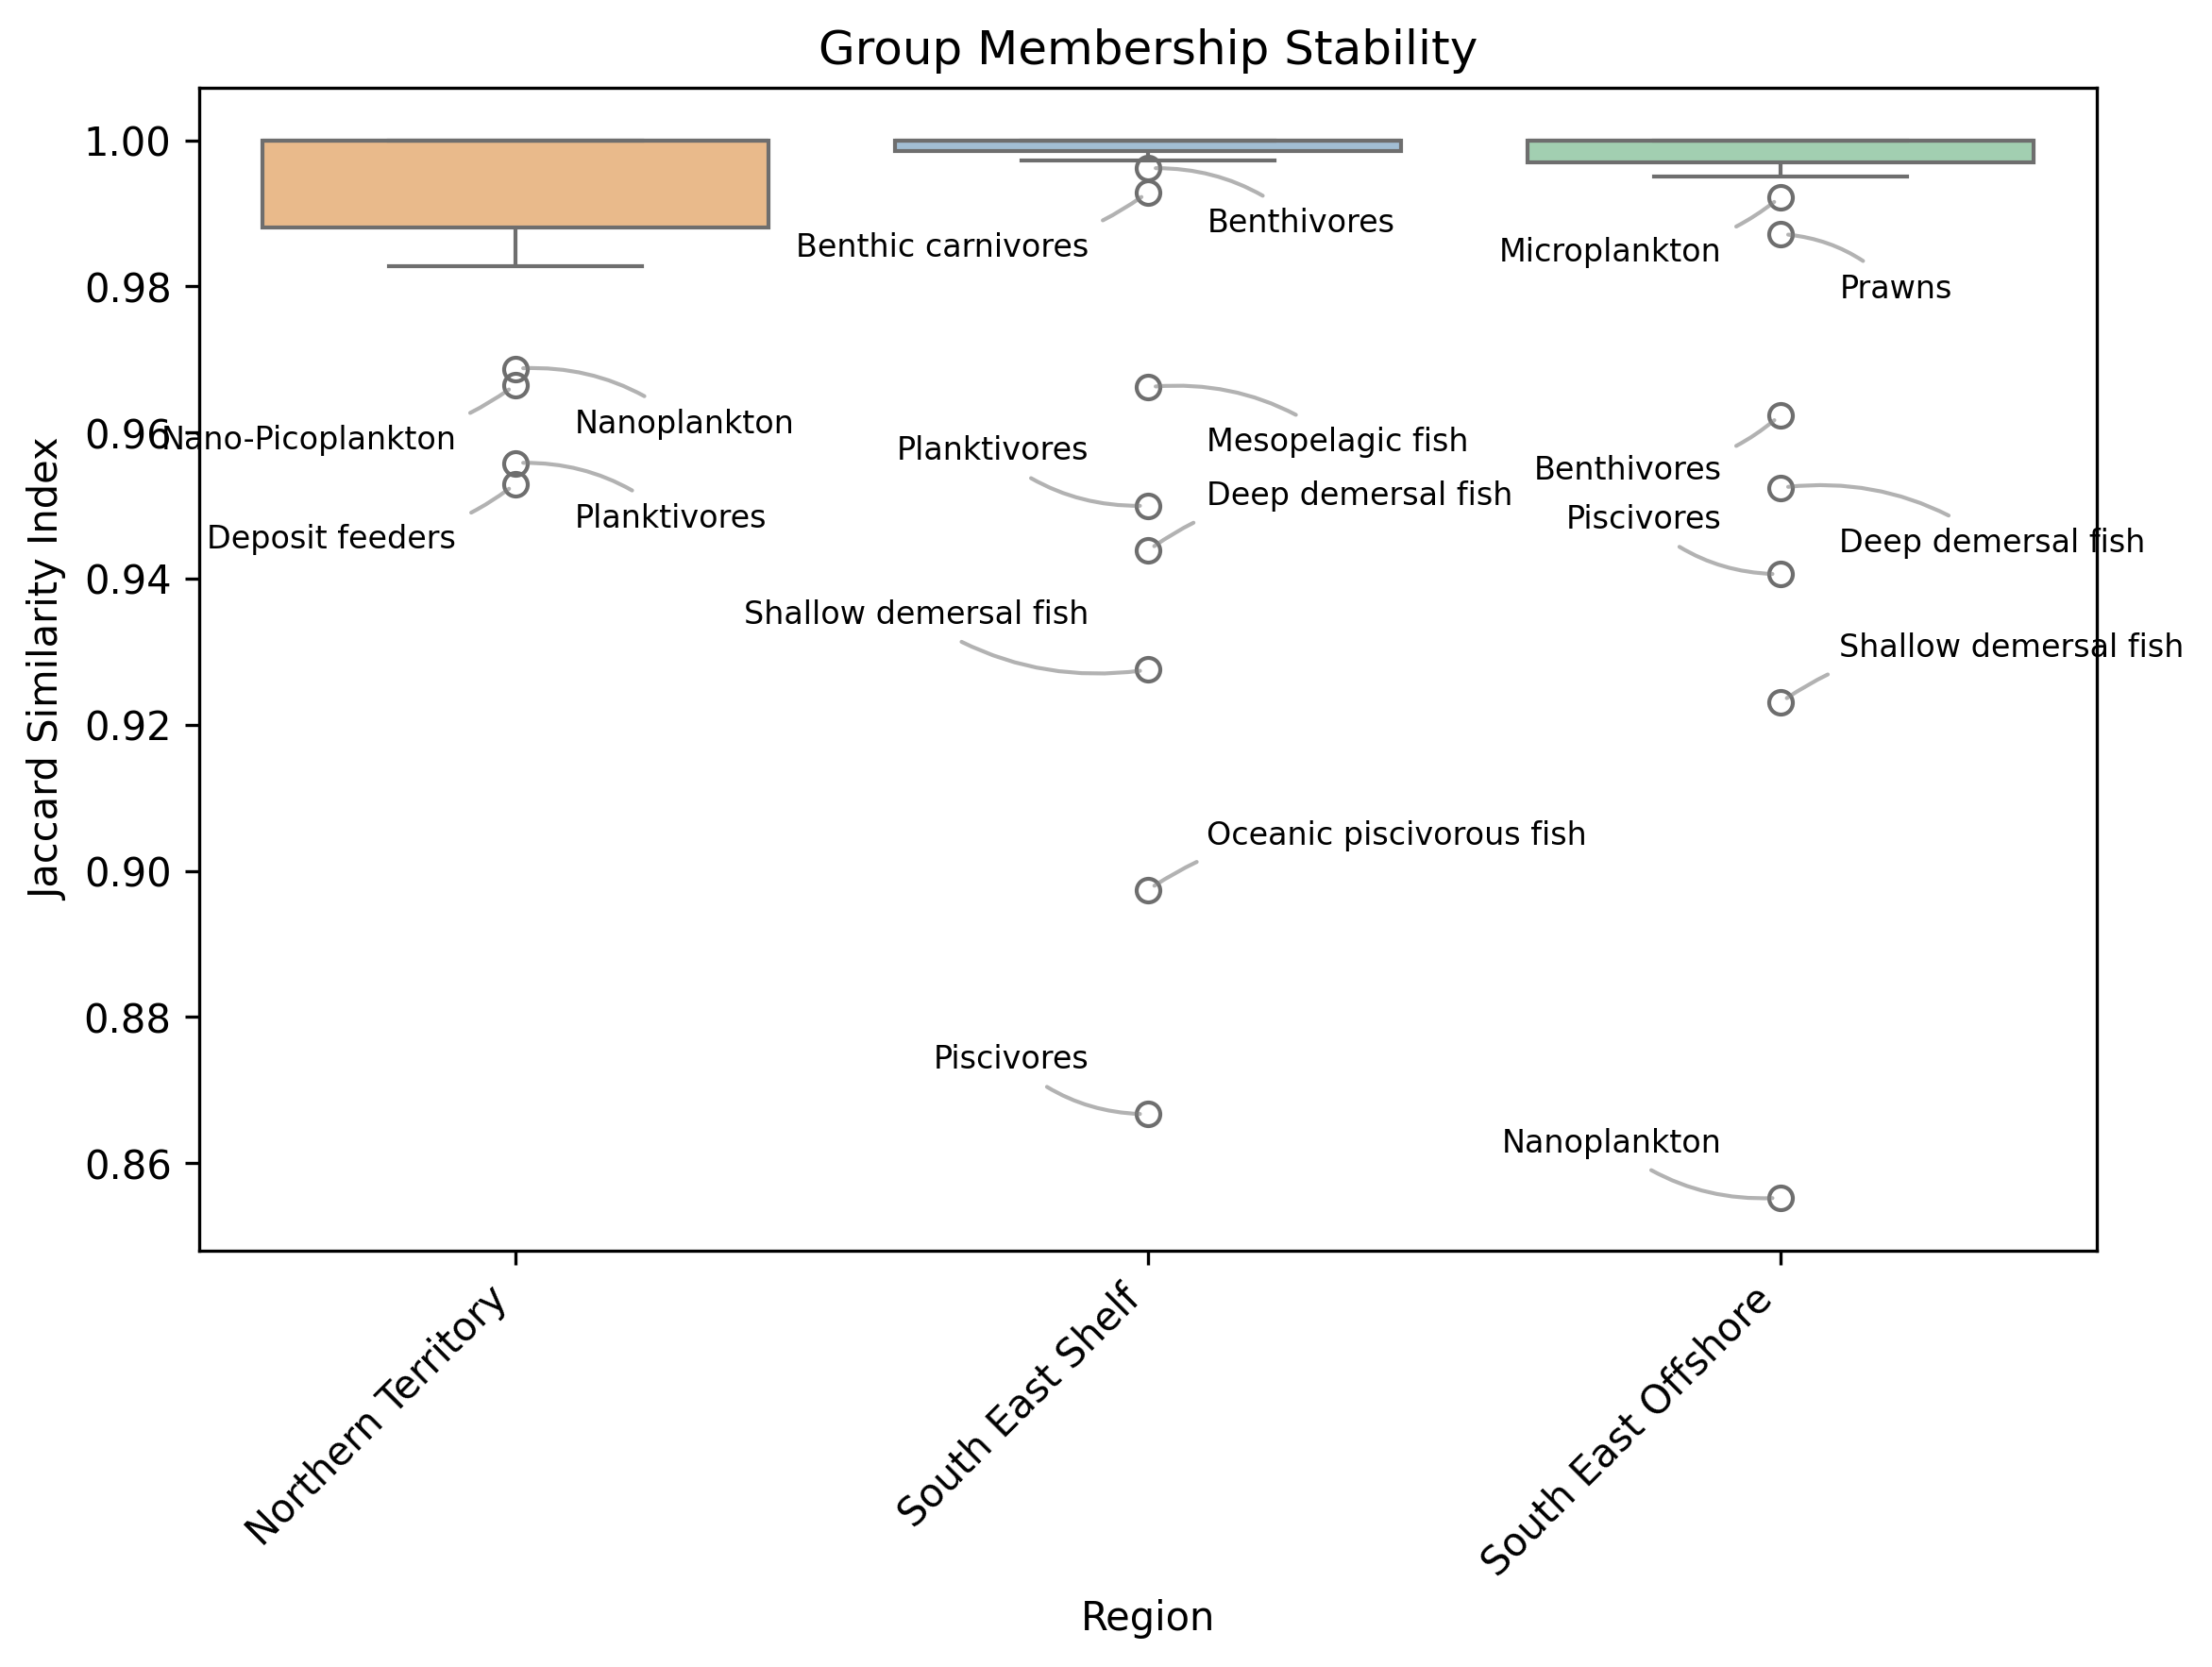 Group Membership Stability
Jaccard Similarity Index
1.00
0.98
0.96
0.94
0.92
0.90
0.88
0.86
Nanoplankton
Nano-Picoplankton
Planktivores
Deposit feeders
Benthivores
Benthic carnivores
Mesopelagic fish
Planktivores
Deep demersal fish
Shallow demersal fish
Oceanic piscivorous fish
Piscivores
Microplankton
Prawns
Benthivores
Deep demersal fish
Piscivores
Shallow demersal fish
Nanoplankton
Northern Territory
South East Shelf
South East Offshore
Region